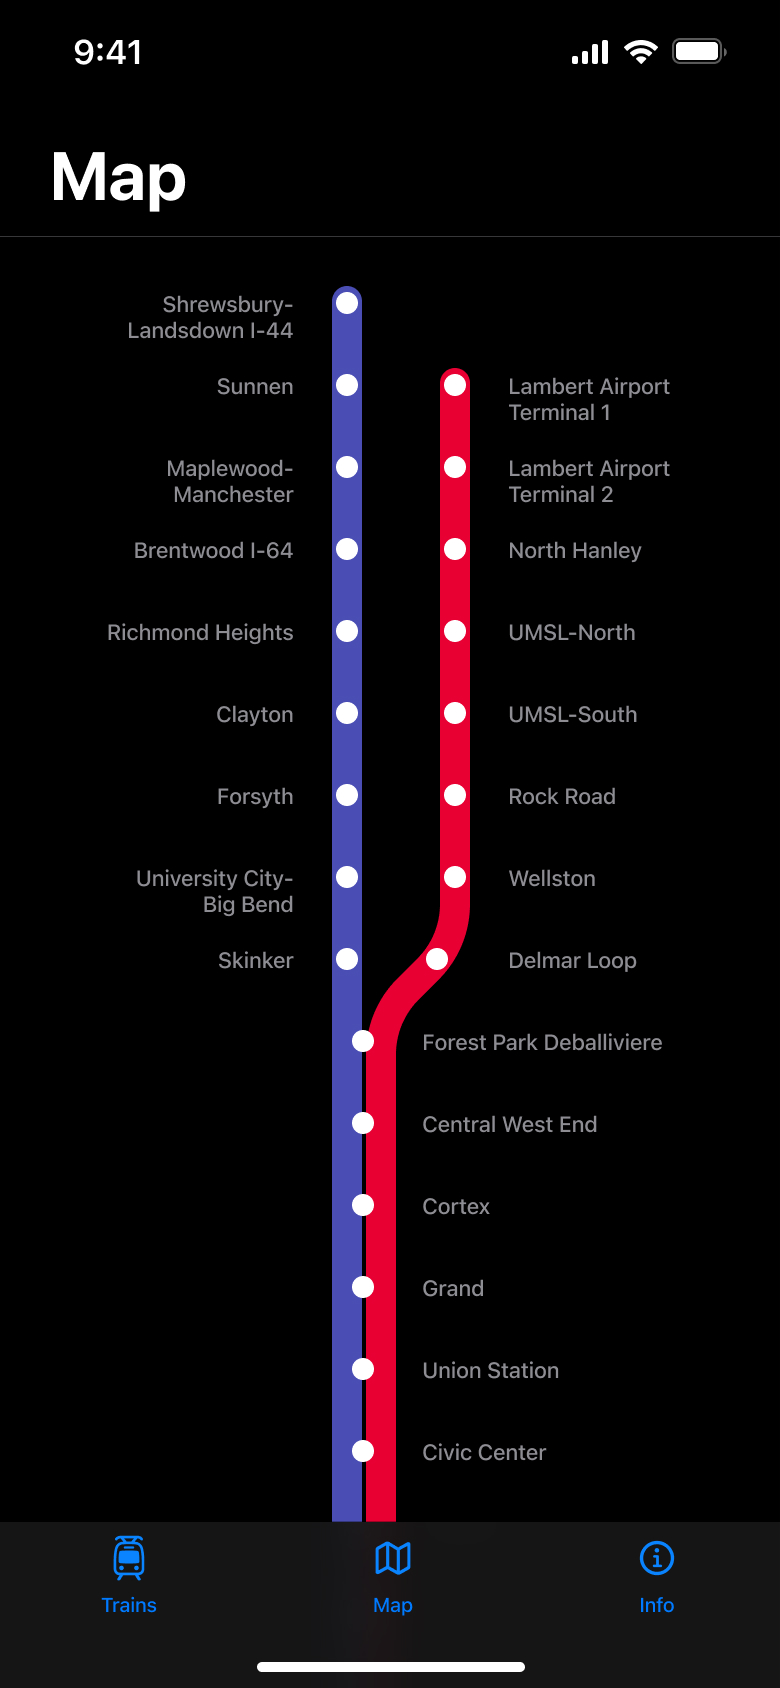 9:41
Map
Shrewsbury-
Landsdown I-44
Sunnen
Lambert Airport
Terminal 1
Maplewood-
Manchester
Lambert Airport
Terminal 2
Brentwood I-64
North Hanley
Richmond Heights
UMSL-North
Clayton
UMSL-South
Forsyth
Rock Road
University City-
Big Bend
Wellston
Skinker
Delmar Loop
Forest Park Deballiviere
Central West End
Cortex
Grand
Union Station
Civic Center
Trains
Map
Info